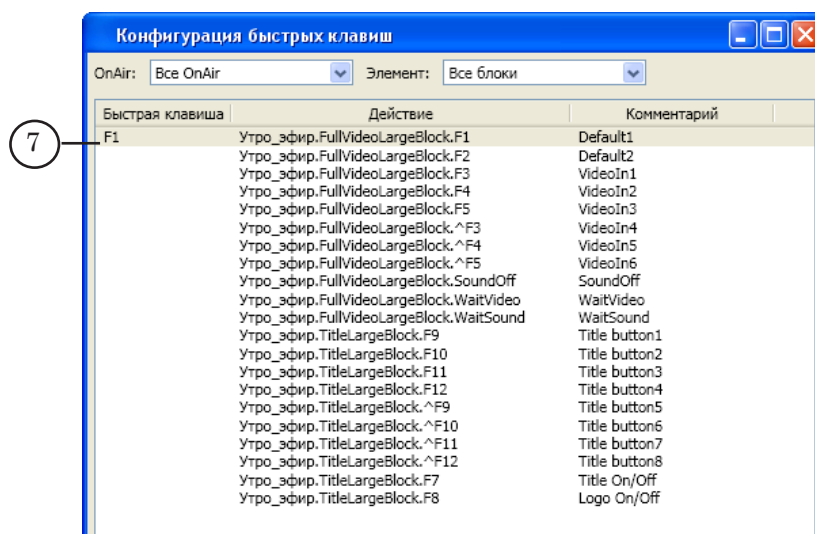 Конфигурация быстрых клавиш
OnAir: Все OnAir Элемент: Все блоки
Быстрая клавиша Действие Комментарий
7
F1 Утро_эфир.FullVideoLargeBlock.F1 Default1
Утро_эфир.FullVideoLargeBlock.F2 Default2
Утро_эфир.FullVideoLargeBlock.F3 VideoIn1
Утро_эфир.FullVideoLargeBlock.F4 VideoIn2
Утро_эфир.FullVideoLargeBlock.F5 VideoIn3
Утро_эфир.FullVideoLargeBlock.^F3 VideoIn4
Утро_эфир.FullVideoLargeBlock.^F4 VideoIn5
Утро_эфир.FullVideoLargeBlock.^F5 VideoIn6
Утро_эфир.FullVideoLargeBlock.SoundOff SoundOff
Утро_эфир.FullVideoLargeBlock.WaitVideo WaitVideo
Утро_эфир.FullVideoLargeBlock.WaitSound WaitSound
Утро_эфир.TitleLargeBlock.F9 Title button1
Утро_эфир.TitleLargeBlock.F10 Title button2
Утро_эфир.TitleLargeBlock.F11 Title button3
Утро_эфир.TitleLargeBlock.F12 Title button4
Утро_эфир.TitleLargeBlock.^F9 Title button5
Утро_эфир.TitleLargeBlock.^F10 Title button6
Утро_эфир.TitleLargeBlock.^F11 Title button7
Утро_эфир.TitleLargeBlock.^F12 Title button8
Утро_эфир.TitleLargeBlock.F7 Title On/Off
Утро_эфир.TitleLargeBlock.F8 Logo On/Off